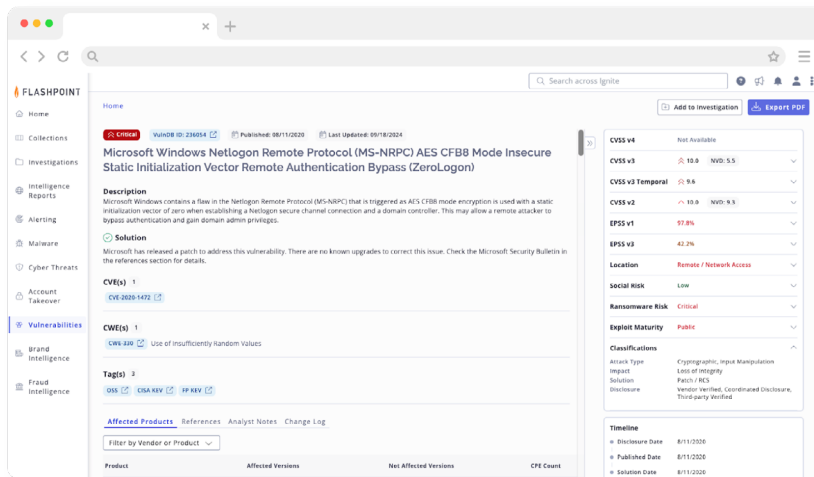 FLASHPOINT
Search across Ignite
Home
Collections
Investigations
Intelligence
Reports
Alerting
Malware
Cyber Threats
Account
Takeover
Vulnerabilities
Brand
Intelligence
Fraud
Intelligence
Home
Add to Investigation
Export PDF
Critical
VulnDB ID: 236054
Published: 08/11/2020
Last Updated: 09/18/2024
Microsoft Windows Netlogon Remote Protocol (MS-NRPC) AES CFB8 Mode Insecure
Static Initialization Vector Remote Authentication Bypass (ZeroLogon)
Description
Microsoft Windows contains a flaw in the Netlogon Remote Protocol (MS-NRPC) that is triggered as AES CFB8 mode encryption is used with a static
initialization vector of zero when establishing a Netlogon secure channel connection and a domain controller. This may allow a remote attacker to
bypass authentication and gain domain admin privileges.
Solution
Microsoft has released a patch to address this vulnerability. There are no known upgrades to correct this issue. Check the Microsoft Security Bulletin in
the references section for details.
CVE(s) 1
CVE-2020-1472
CWE(s) 1
CWE-330 Use of Insufficiently Random Values
Tag(s) 3
OSS CISA KEV FP KEV
Affected Products References Analyst Notes Change Log
Filter by Vendor or Product
Product Affected Versions Not Affected Versions CPE Count
CVSS v4 Not Available
CVSS v3 10.0 NVD: 5.5
CVSS v3 Temporal 9.6
CVSS v2 10.0 NVD: 9.3
EPSS v1 97.8%
EPSS v3 42.2%
Location Remote / Network Access
Social Risk Low
Ransomware Risk Critical
Exploit Maturity Public
Classifications
Attack Type Cryptographic, Input Manipulation
Impact Loss of Integrity
Solution Patch / RCS
Disclosure Vendor Verified, Coordinated Disclosure,
Third-party Verified
Timeline
Disclosure Date 8/11/2020
Published Date 8/11/2020
Solution Date 8/11/2020